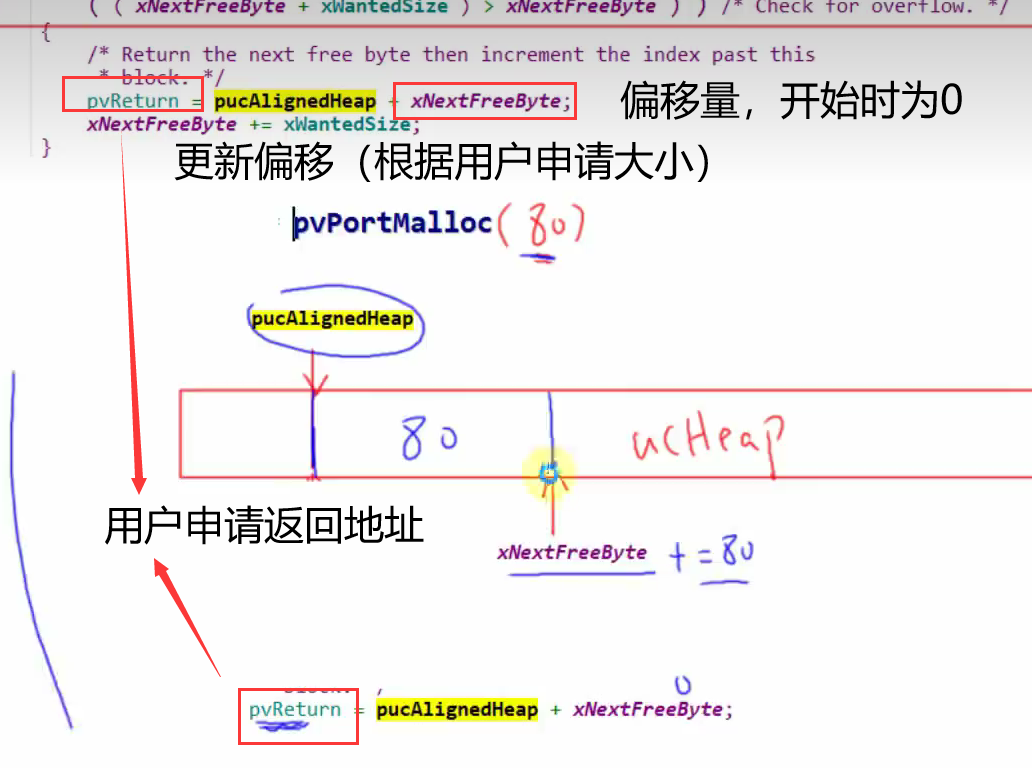 ( ( xNextFreeByte + xWantedSize ) > xNextFreeByte ) ) /* Check for overflow. */
{
/* Return the next free byte then increment the index past this
* block. */
pvReturn = pucAlignedHeap + xNextFreeByte;
偏移量，开始时为0
xNextFreeByte += xWantedSize;
}
更新偏移（根据用户申请大小）
pvPortMalloc(80)
pucAlignedHeap
80
ucHeap
用户申请返回地址
xNextFreeByte += 80
0
pvReturn = pucAlignedHeap + xNextFreeByte;